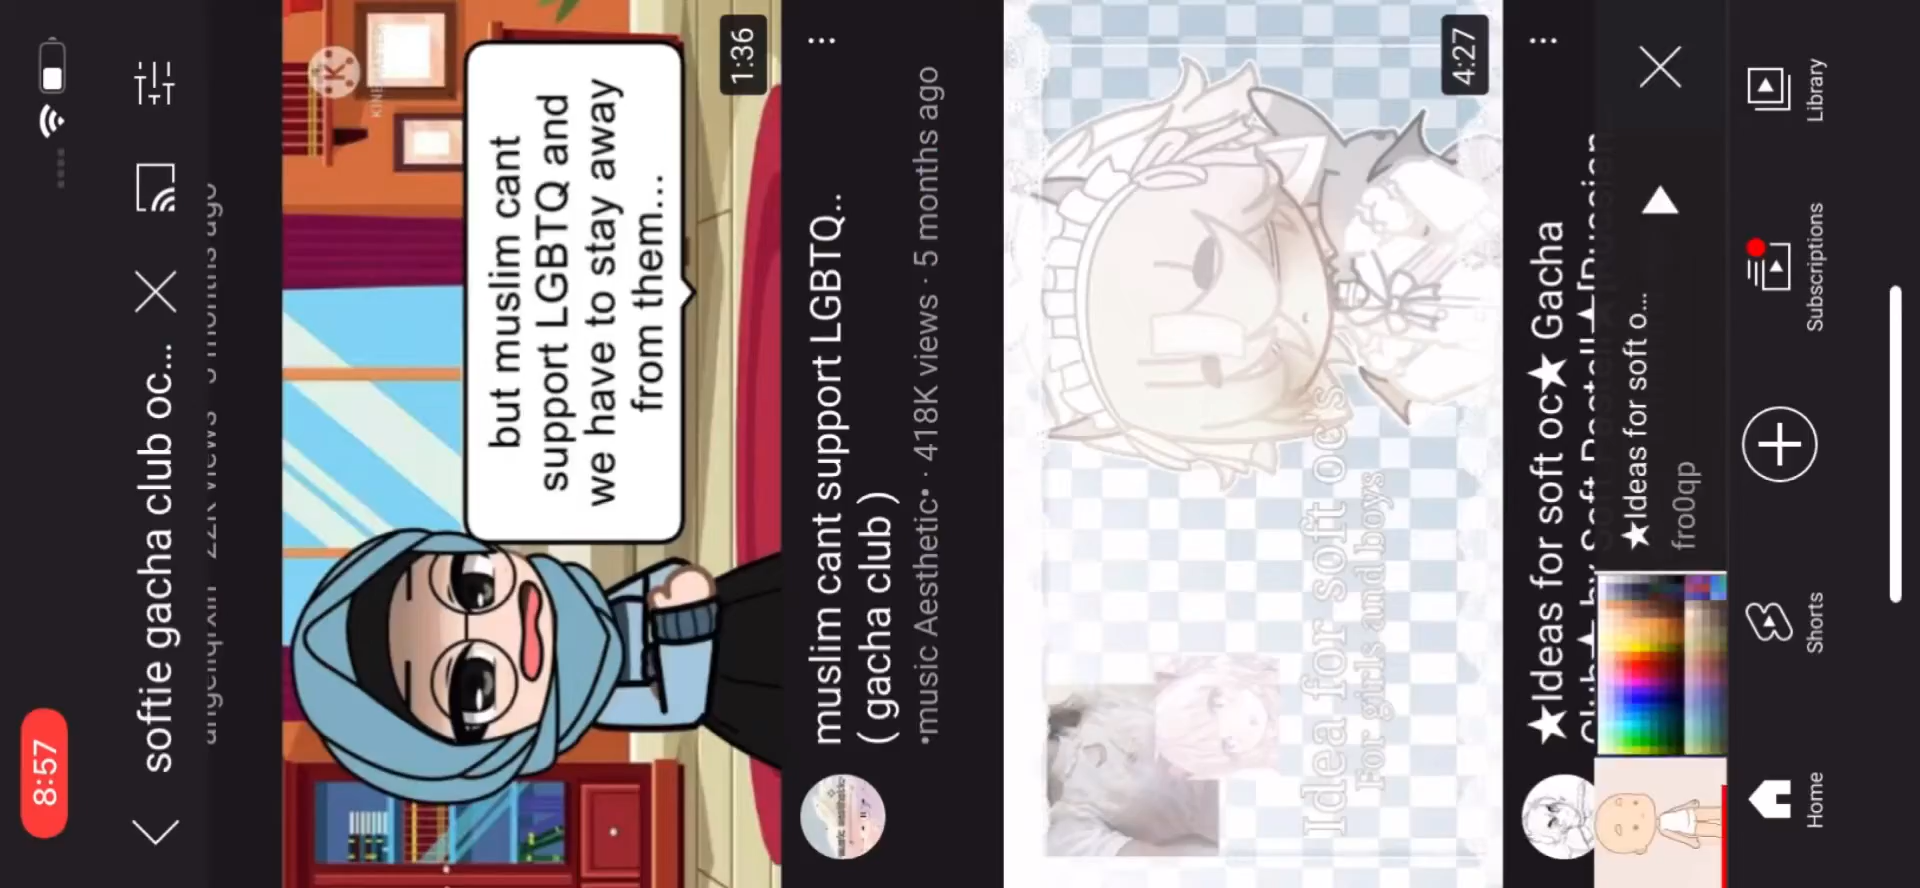 8:57
softie gacha club oc...
KINEMASTER
but muslim cant
support LGBTQ and
we have to stay away
from them...
1:36
muslim cant support LGBTQ..
( gacha club )
•music Aesthetic• · 418K views · 5 months ago
Idea for soft ocs
For girls and boys
4:27
★Ideas for soft oc★ Gacha
★Ideas for soft o...
fro0qp
Home
Shorts
Subscriptions
Library